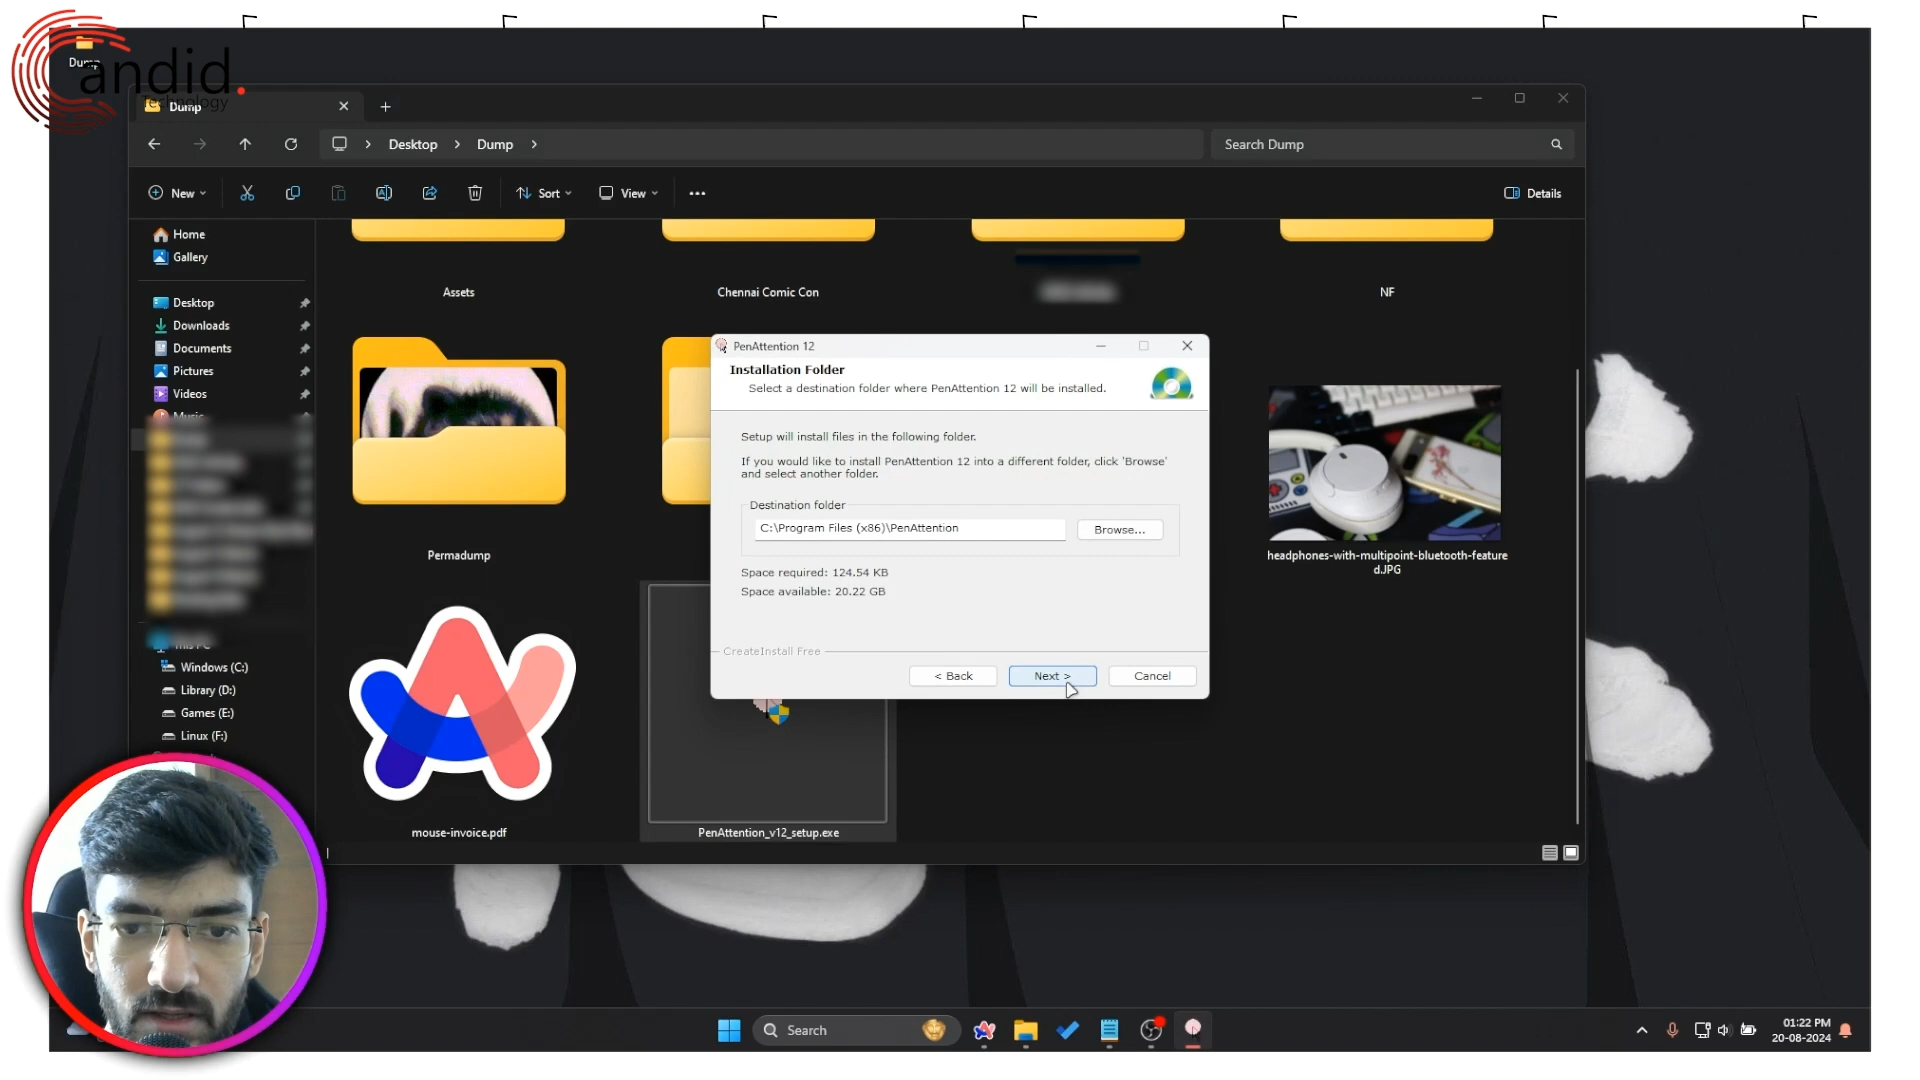 Dump
Candid.
Technology
Dump
Desktop
Dump
Search Dump
New
Sort
View
Details
Home
Gallery
Desktop
Downloads
Documents
Pictures
Videos
Music
This PC
Windows (C:)
Library (D:)
Games (E:)
Linux (F:)
Assets
Chennai Comic Con
NF
Permadump
headphones-with-multipoint-bluetooth-feature
d.JPG
mouse-invoice.pdf
PenAttention_v12_setup.exe
PenAttention 12
Installation Folder
Select a destination folder where PenAttention 12 will be installed.
Setup will install files in the following folder.
If you would like to install PenAttention 12 into a different folder, click 'Browse'
and select another folder.
Destination folder
C:\Program Files (x86)\PenAttention
Browse...
Space required: 124.54 KB
Space available: 20.22 GB
CreateInstall Free
< Back
Next >
Cancel
Search
01:22 PM
20-08-2024